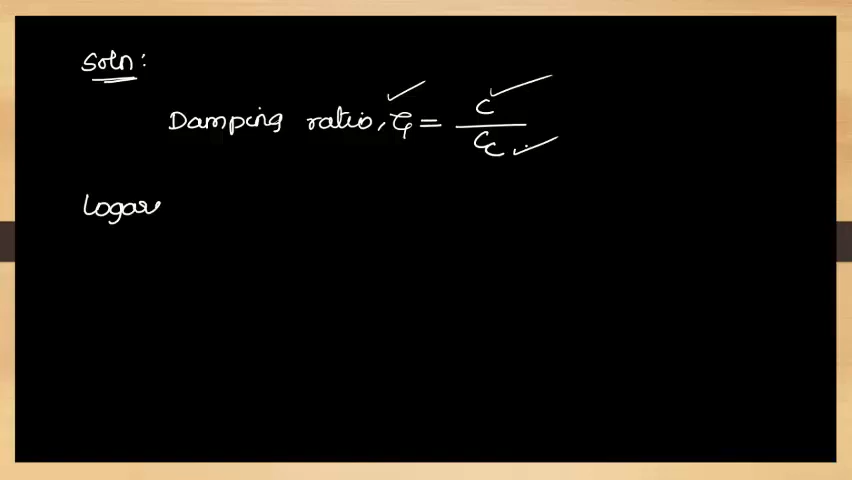 Soln:
Damping ratio, ζ = C / Cc
Logar